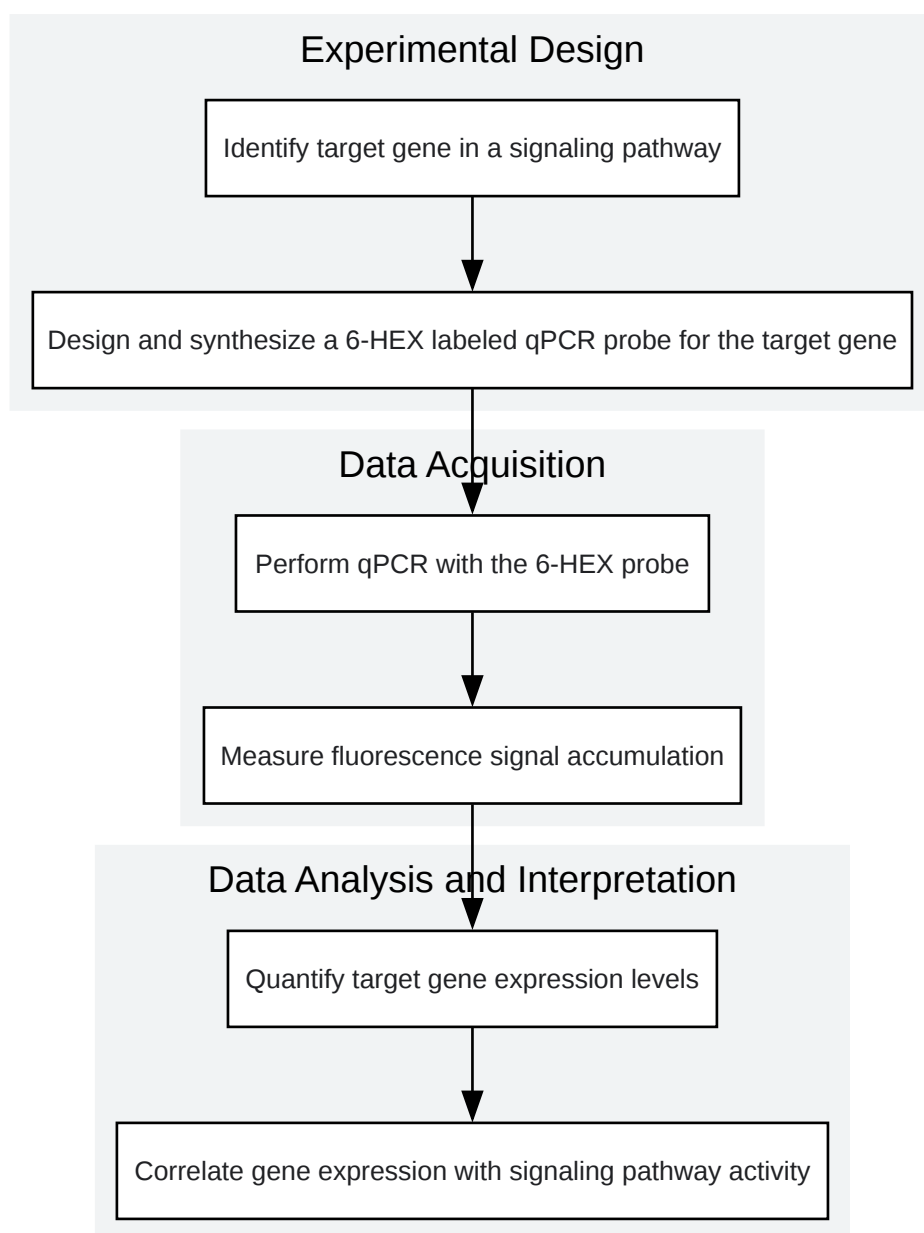 Experimental Design
Identify target gene in a signaling pathway
Design and synthesize a 6-HEX labeled qPCR probe for the target gene
Data Acquisition
Perform qPCR with the 6-HEX probe
Measure fluorescence signal accumulation
Data Analysis and Interpretation
Quantify target gene expression levels
Correlate gene expression with signaling pathway activity